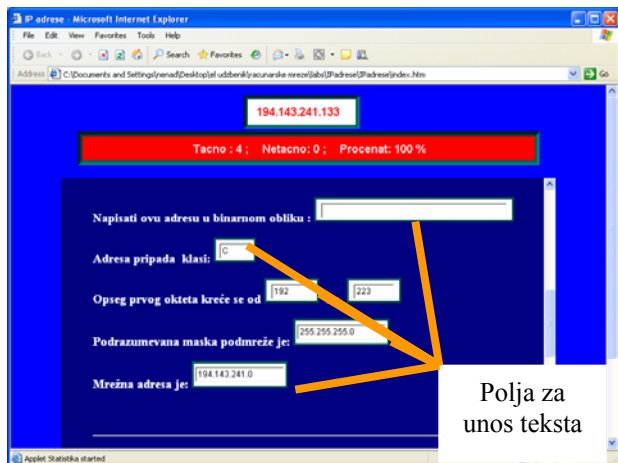 IP adrese - Microsoft Internet Explorer
File Edit View Favorites Tools Help
Back Search Favorites
Address C:\Documents and Settings\nenad\Desktop\el udzbenik\racunarske mreze\labs\IPadrese\IPadrese\index.htm Go
194.143.241.133
Tacno : 4 ; Netacno: 0 ; Procenat: 100 %
Napisati ovu adresu u binarnom obliku :
Adresa pripada klasi: C
Opseg prvog okteta kreće se od 192 223
Podrazumevana maska podmreže je: 255.255.255.0
Mrežna adresa je: 194.143.241.0
Polja za
unos teksta
Applet Statistika started